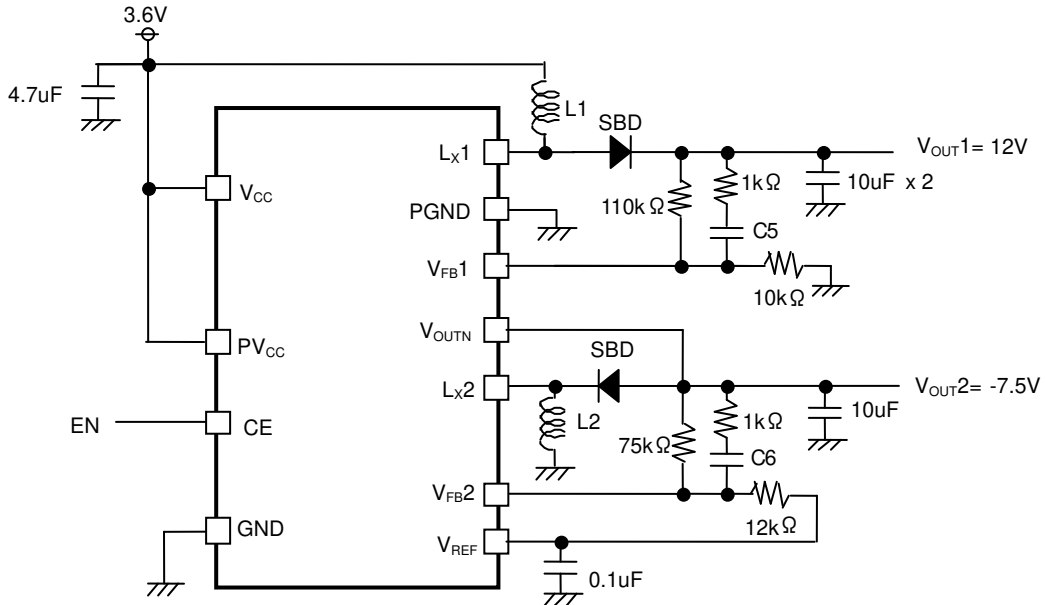 3.6V
4.7uF
L1
SBD
LX1
VOUT1= 12V
1kΩ
10uF x 2
VCC
110kΩ
PGND
C5
VFB1
10kΩ
VOUTN
SBD
PVCC
LX2
VOUT2= -7.5V
10uF
1kΩ
L2
EN
CE
75kΩ
C6
VFB2
12kΩ
GND
VREF
0.1uF